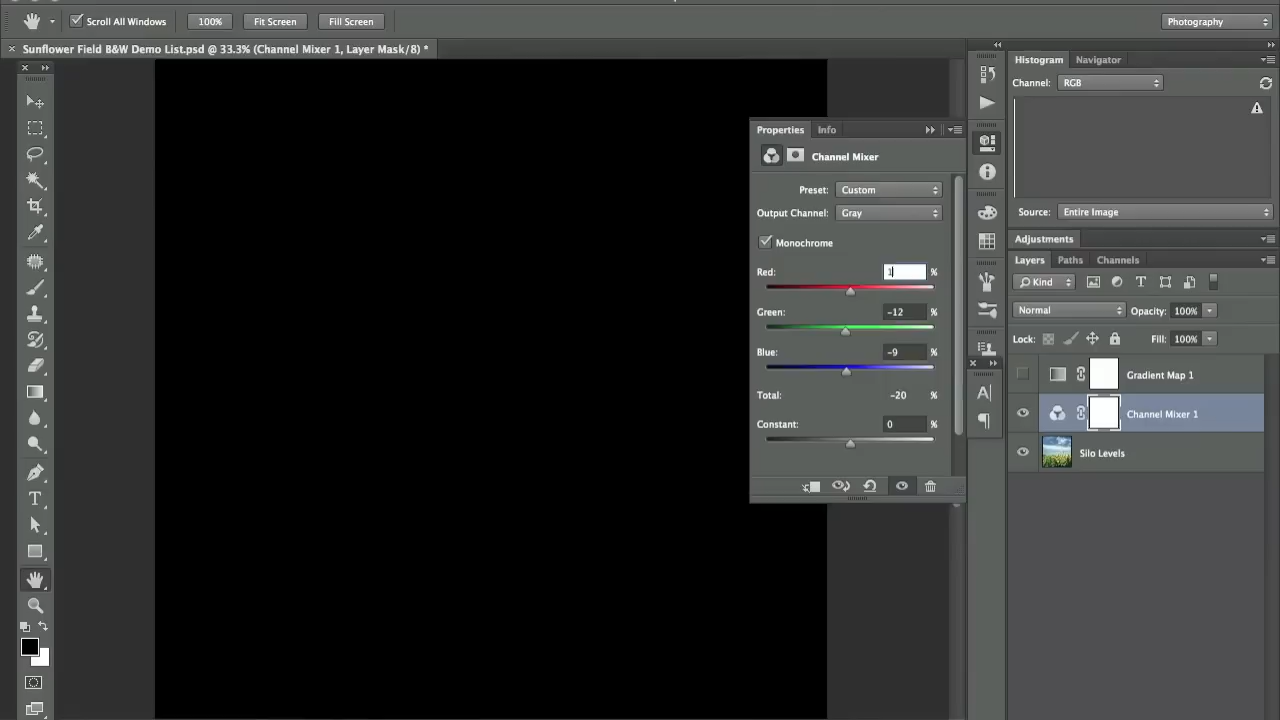 Scroll All Windows 100% Fit Screen Fill Screen Photography
× Sunflower Field B&W Demo List.psd @ 33.3% (Channel Mixer 1, Layer Mask/8) *
Histogram Navigator
Channel: RGB
Source: Entire Image
Adjustments
Layers Paths Channels
Kind T
Normal Opacity: 100%
Lock: Fill: 100%
Gradient Map 1
Channel Mixer 1
Silo Levels
Properties Info
Channel Mixer
Preset: Custom
Output Channel: Gray
Monochrome
Red: 1 %
Green: -12 %
Blue: -9 %
Total: -20 %
Constant: 0 %
A
T